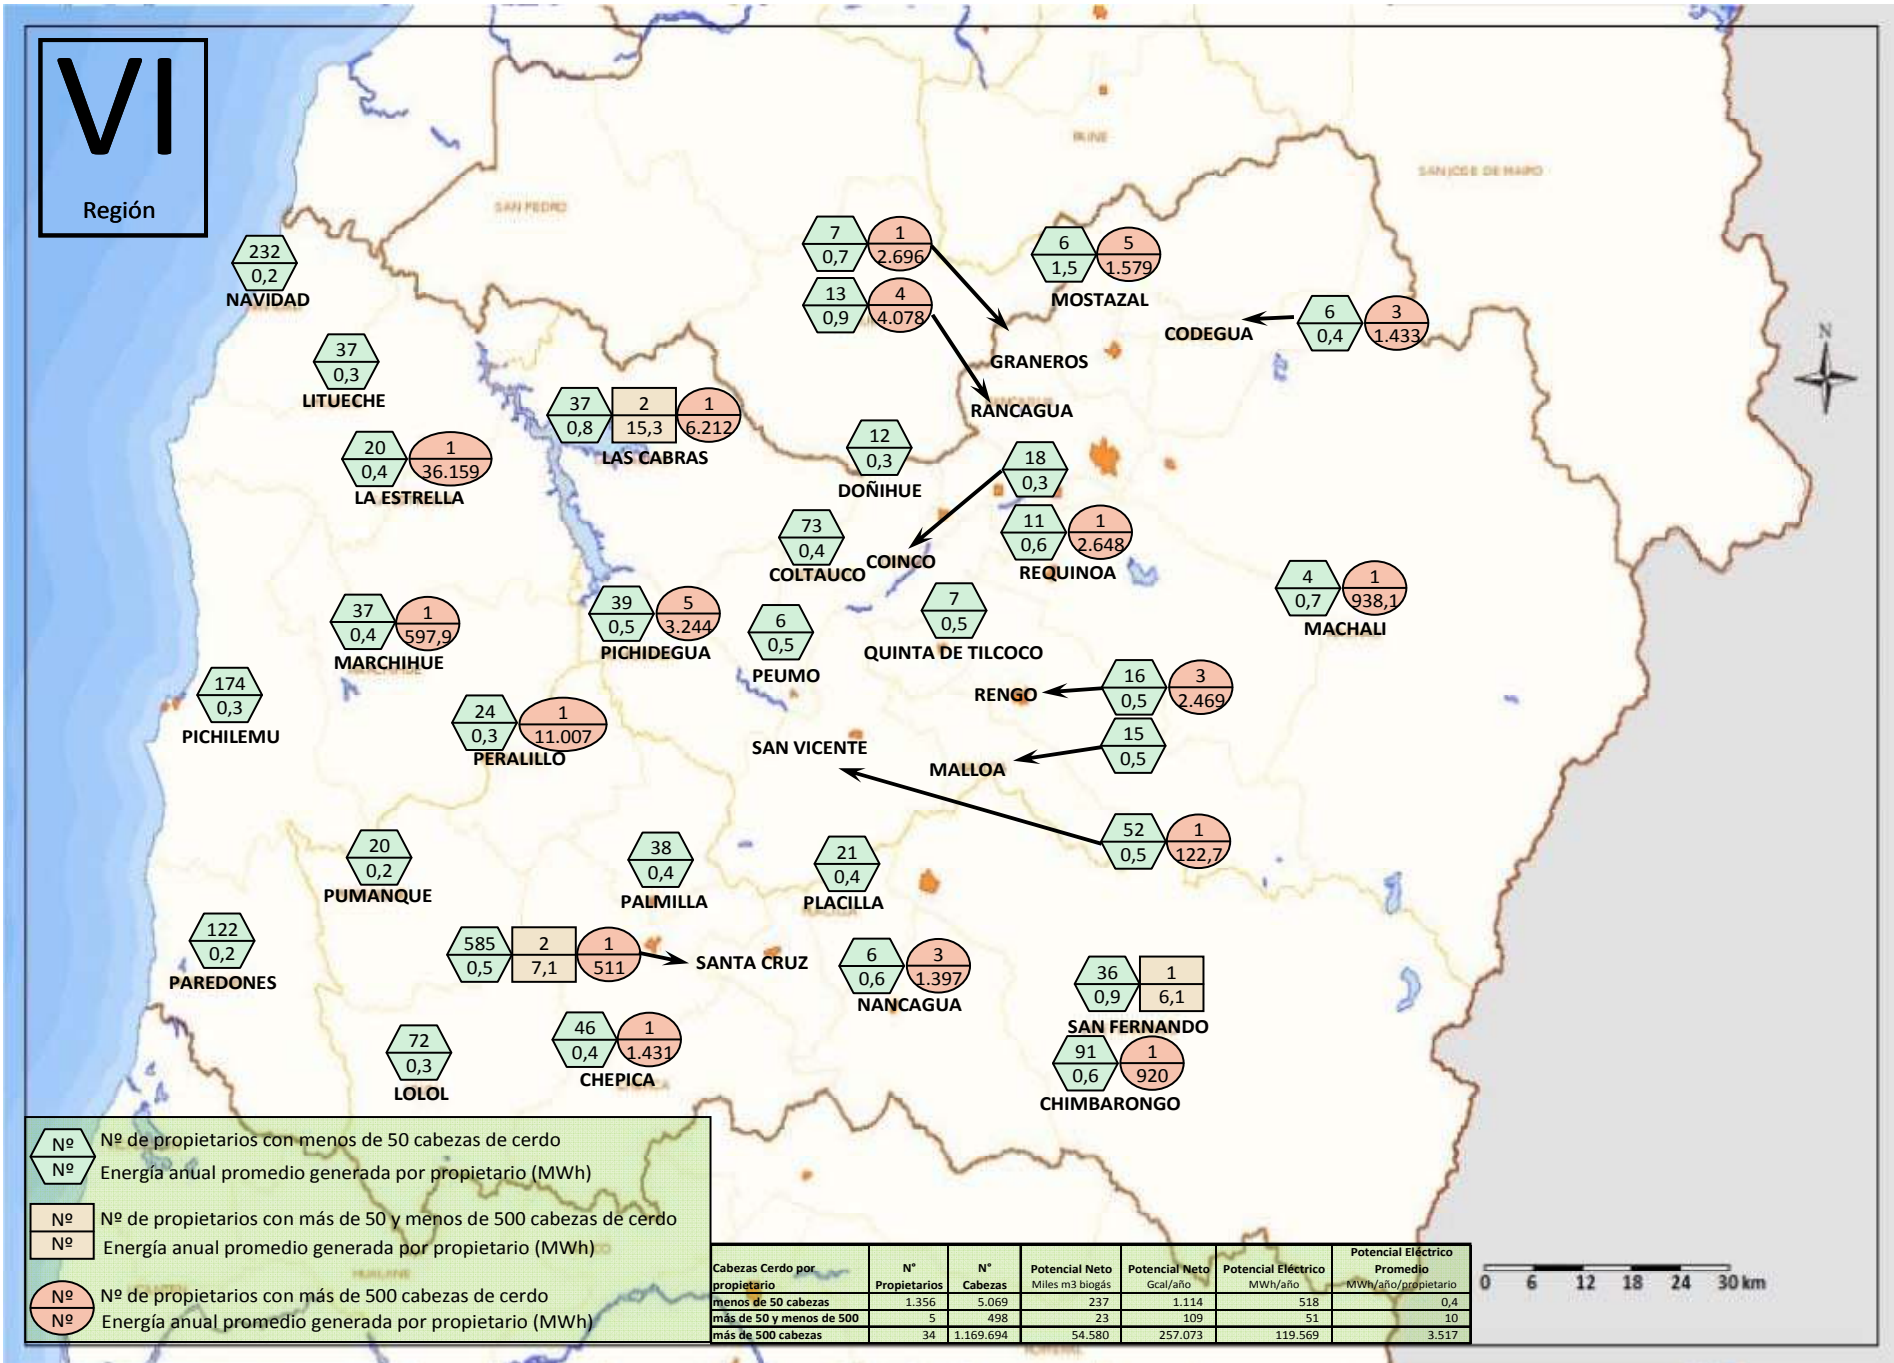 VI
Región
SAN PEDRO
PAINE
SAN JOSE DE MAIPO
N
232
0,2
NAVIDAD
7
0,7
1
2.696
GRANEROS
13
0,9
4
4.078
RANCAGUA
6
1,5
5
1.579
MOSTAZAL
CODEGUA
6
0,4
3
1.433
37
0,3
LITUECHE
37
0,8
2
15,3
1
6.212
LAS CABRAS
20
0,4
1
36.159
LA ESTRELLA
12
0,3
DOÑIHUE
18
0,3
COINCO
73
0,4
COLTAUCO
11
0,6
1
2.648
REQUINOA
4
0,7
1
938,1
MACHALI
37
0,4
1
597,9
MARCHIHUE
39
0,5
5
3.244
PICHIDEGUA
6
0,5
PEUMO
7
0,5
QUINTA DE TILCOCO
174
0,3
PICHILEMU
24
0,3
1
11.007
PERALILLO
RENGO
16
0,5
3
2.469
MALLOA
15
0,5
SAN VICENTE
52
0,5
1
122,7
20
0,2
PUMANQUE
38
0,4
PALMILLA
21
0,4
PLACILLA
122
0,2
PAREDONES
585
0,5
2
7,1
1
511
SANTA CRUZ
6
0,6
3
1.397
NANCAGUA
36
0,9
1
6,1
SAN FERNANDO
72
0,3
LOLOL
46
0,4
1
1.431
CHEPICA
91
0,6
1
920
CHIMBARONGO
Nº Nº de propietarios con menos de 50 cabezas de cerdo
Nº Energía anual promedio generada por propietario (MWh)
Nº Nº de propietarios con más de 50 y menos de 500 cabezas de cerdo
Nº Energía anual promedio generada por propietario (MWh)
Nº Nº de propietarios con más de 500 cabezas de cerdo
Nº Energía anual promedio generada por propietario (MWh)
HUALANE
Cabezas Cerdo por propietario N° Propietarios N° Cabezas Potencial Neto Miles m3 biogás Potencial Neto Gcal/año Potencial Eléctrico MWh/año Potencial Eléctrico Promedio MWh/año/propietario
menos de 50 cabezas 1.356 5.069 237 1.114 518 0,4
más de 50 y menos de 500 5 498 23 109 51 10
más de 500 cabezas 34 1.169.694 54.580 257.073 119.569 3.517
0 6 12 18 24 30 km